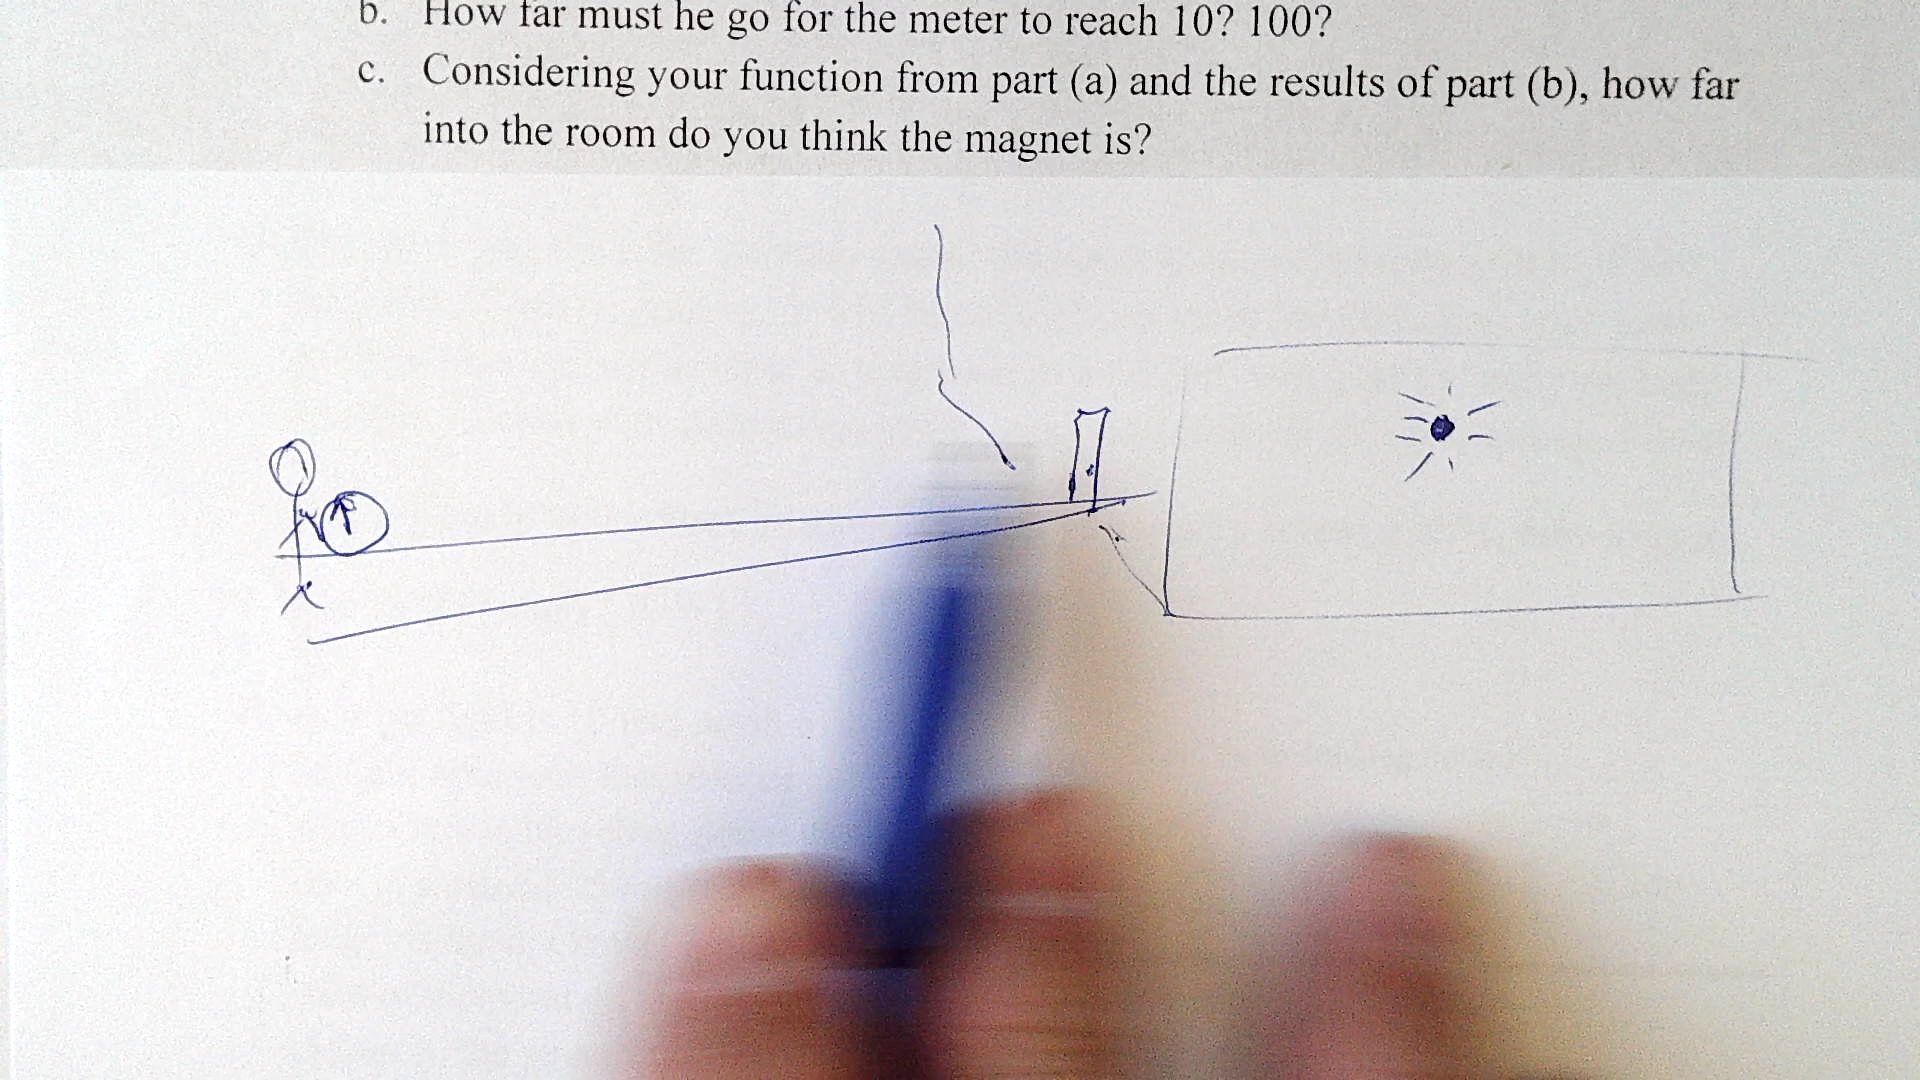 b. How far must he go for the meter to reach 10? 100?
c. Considering your function from part (a) and the results of part (b), how far
into the room do you think the magnet is?